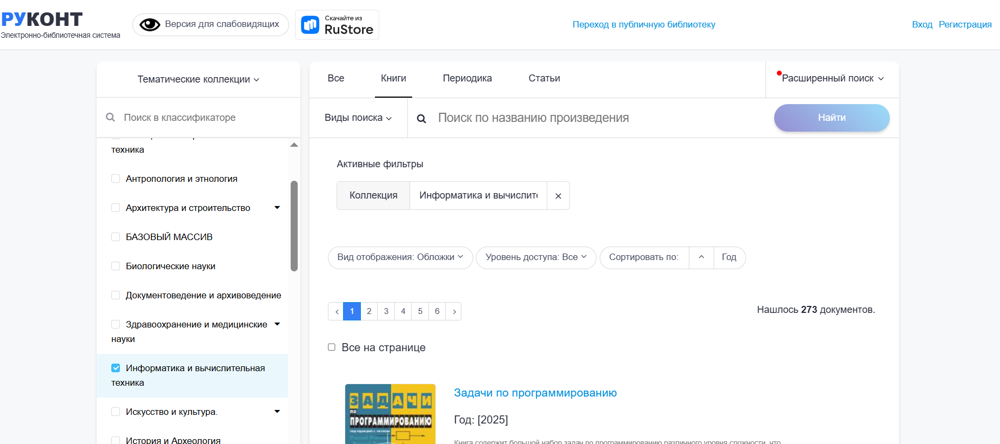 РУКОНТ
Электронно-библиотечная система
Версия для слабовидящих
Скачайте из
RuStore
Переход в публичную библиотеку
Вход Регистрация
Тематические коллекции
Поиск в классификаторе
техника
Антропология и этнология
Архитектура и строительство
БАЗОВЫЙ МАССИВ
Биологические науки
Документоведение и архивоведение
Здравоохранение и медицинские
науки
Информатика и вычислительная
техника
Искусство и культура.
История и Археология
Все Книги Периодика Статьи
Расширенный поиск
Виды поиска
Поиск по названию произведения
Найти
Активные фильтры
Коллекция Информатика и вычислите ×
Вид отображения: Обложки Уровень доступа: Все Сортировать по: Год
‹ 1 2 3 4 5 6 ›
Нашлось 273 документов.
Все на странице
ЗАДАЧИ
ПО
ПРОГРАММИРОВАНИЮ
Задачи по программированию
Год: [2025]
Книга содержит большой набор задач по программированию различного уровня сложности, что